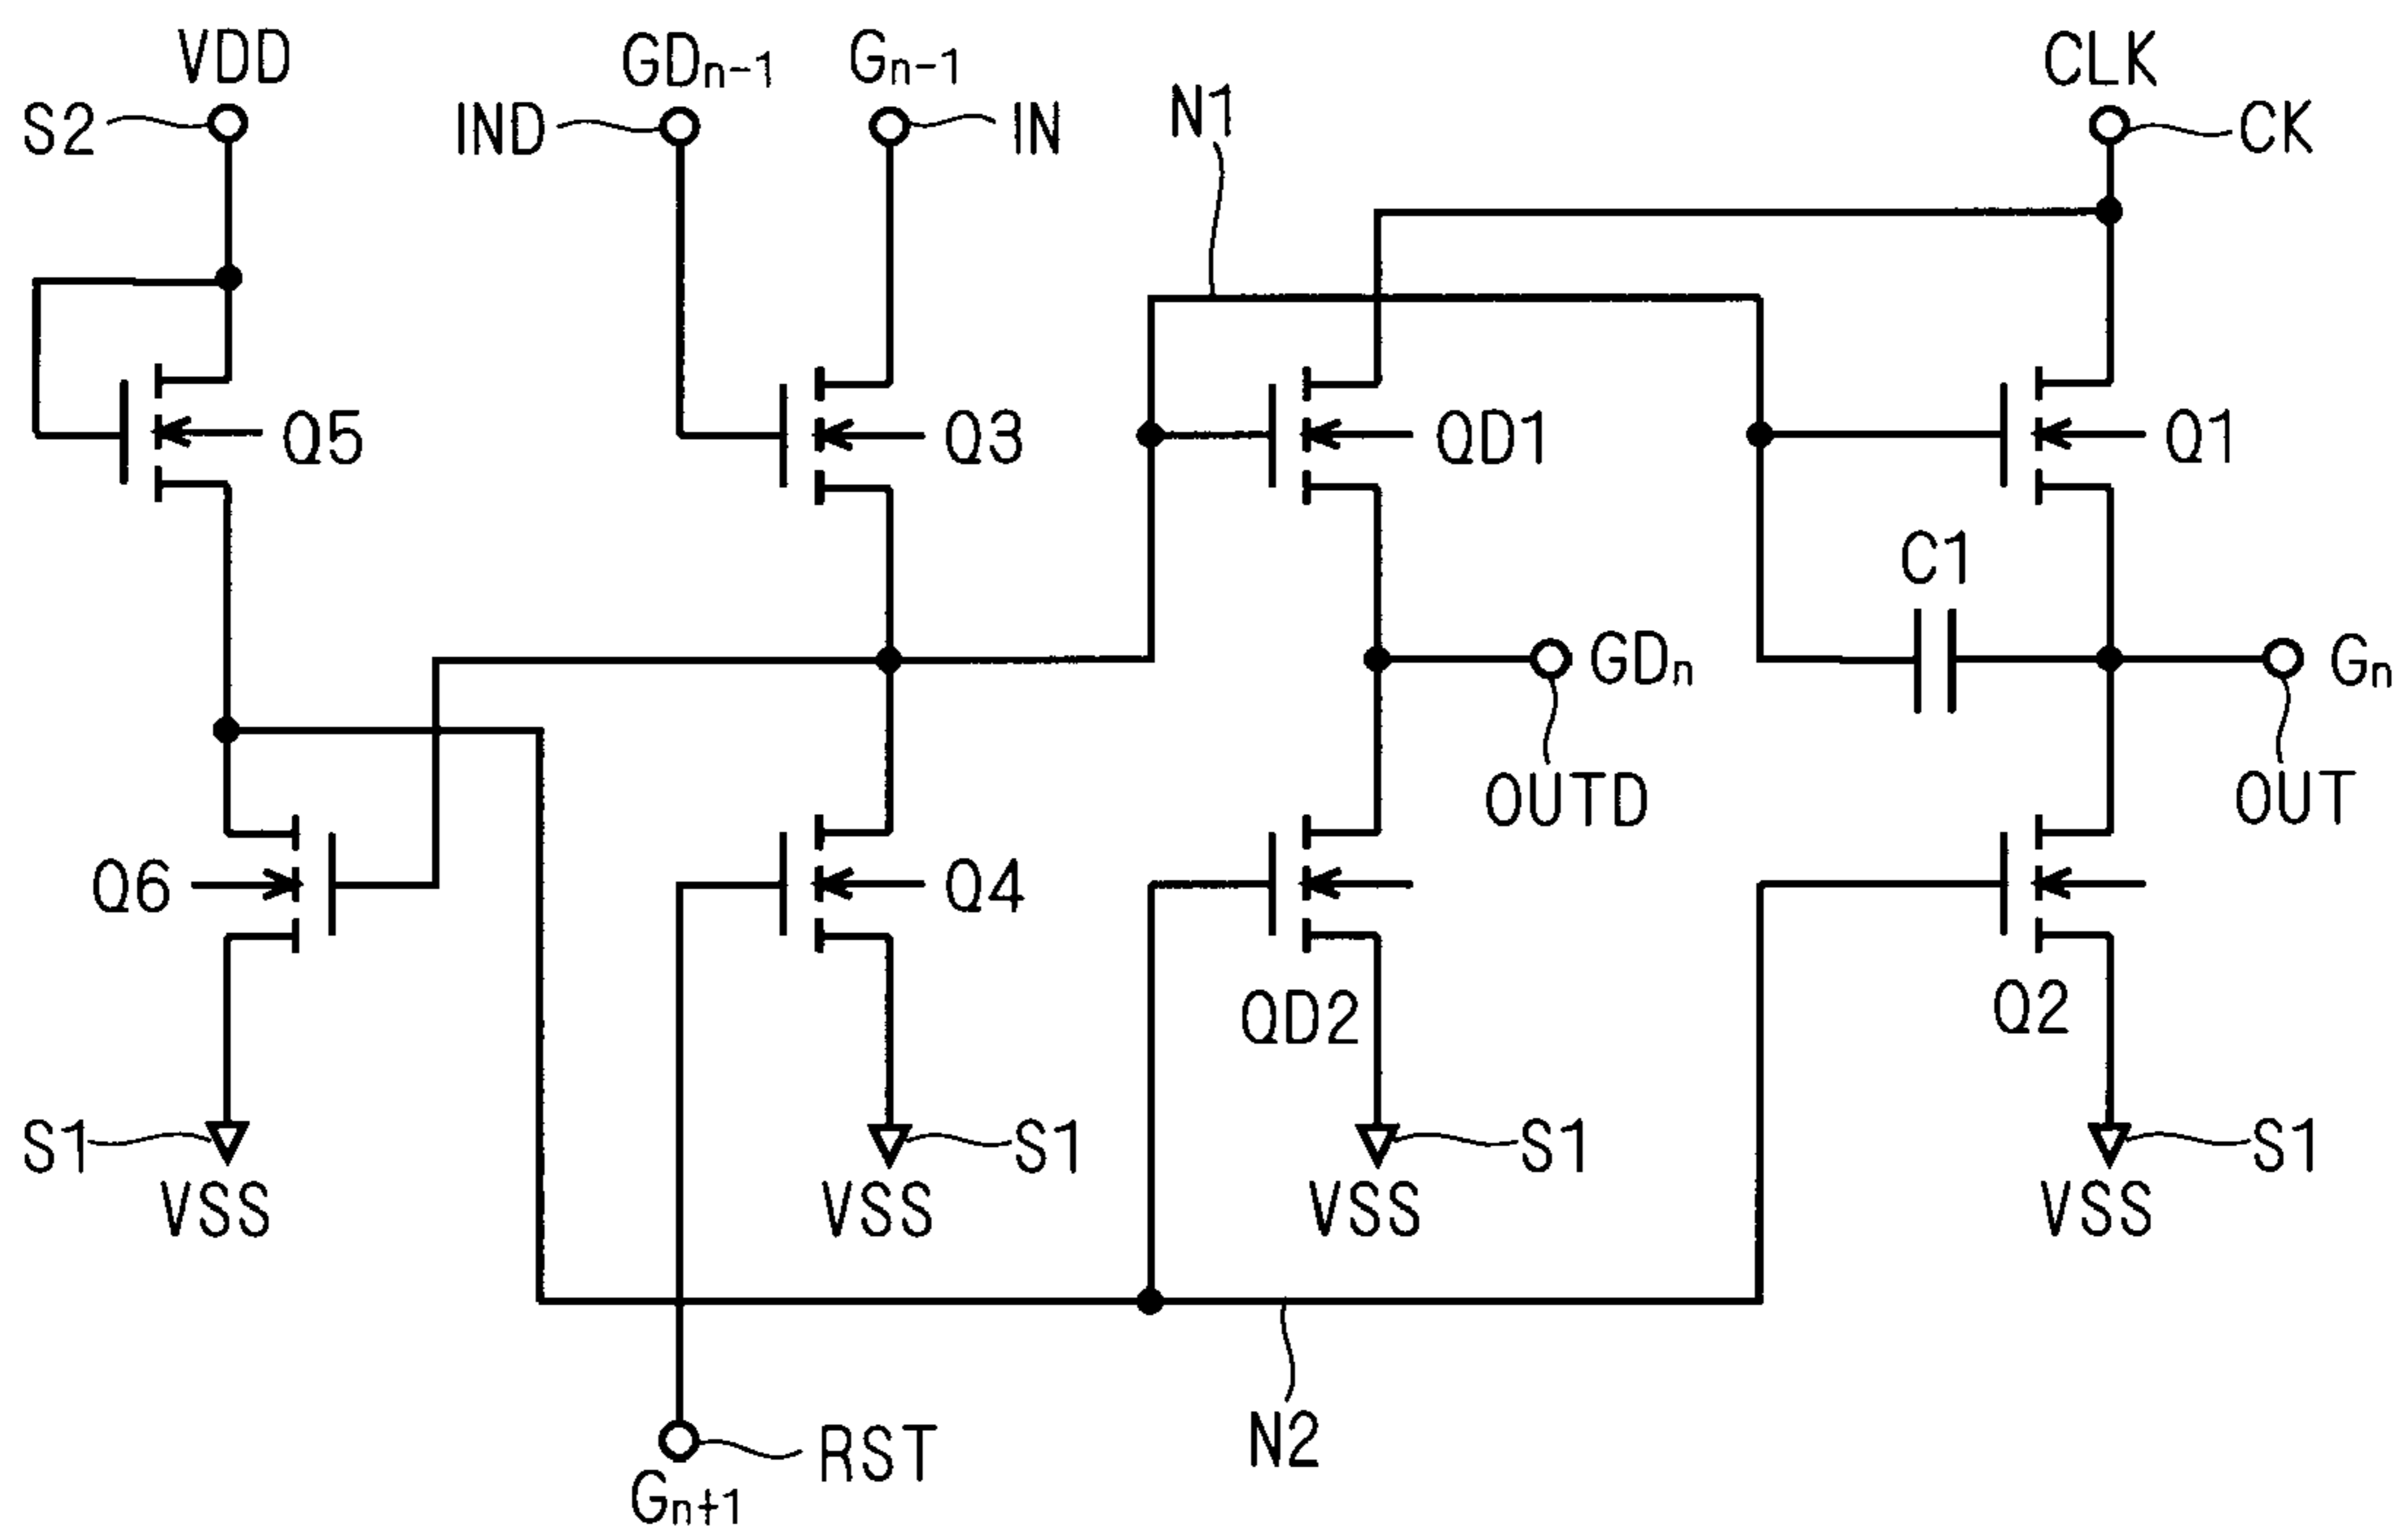 VDD
GDn-1
Gn-1
CLK
S2
IND
IN
N1
CK
Q5
Q3
QD1
Q1
C1
GDn
Gn
OUTD
OUT
Q6
Q4
QD2
Q2
S1
S1
S1
S1
VSS
VSS
VSS
VSS
N2
RST
Gn+1